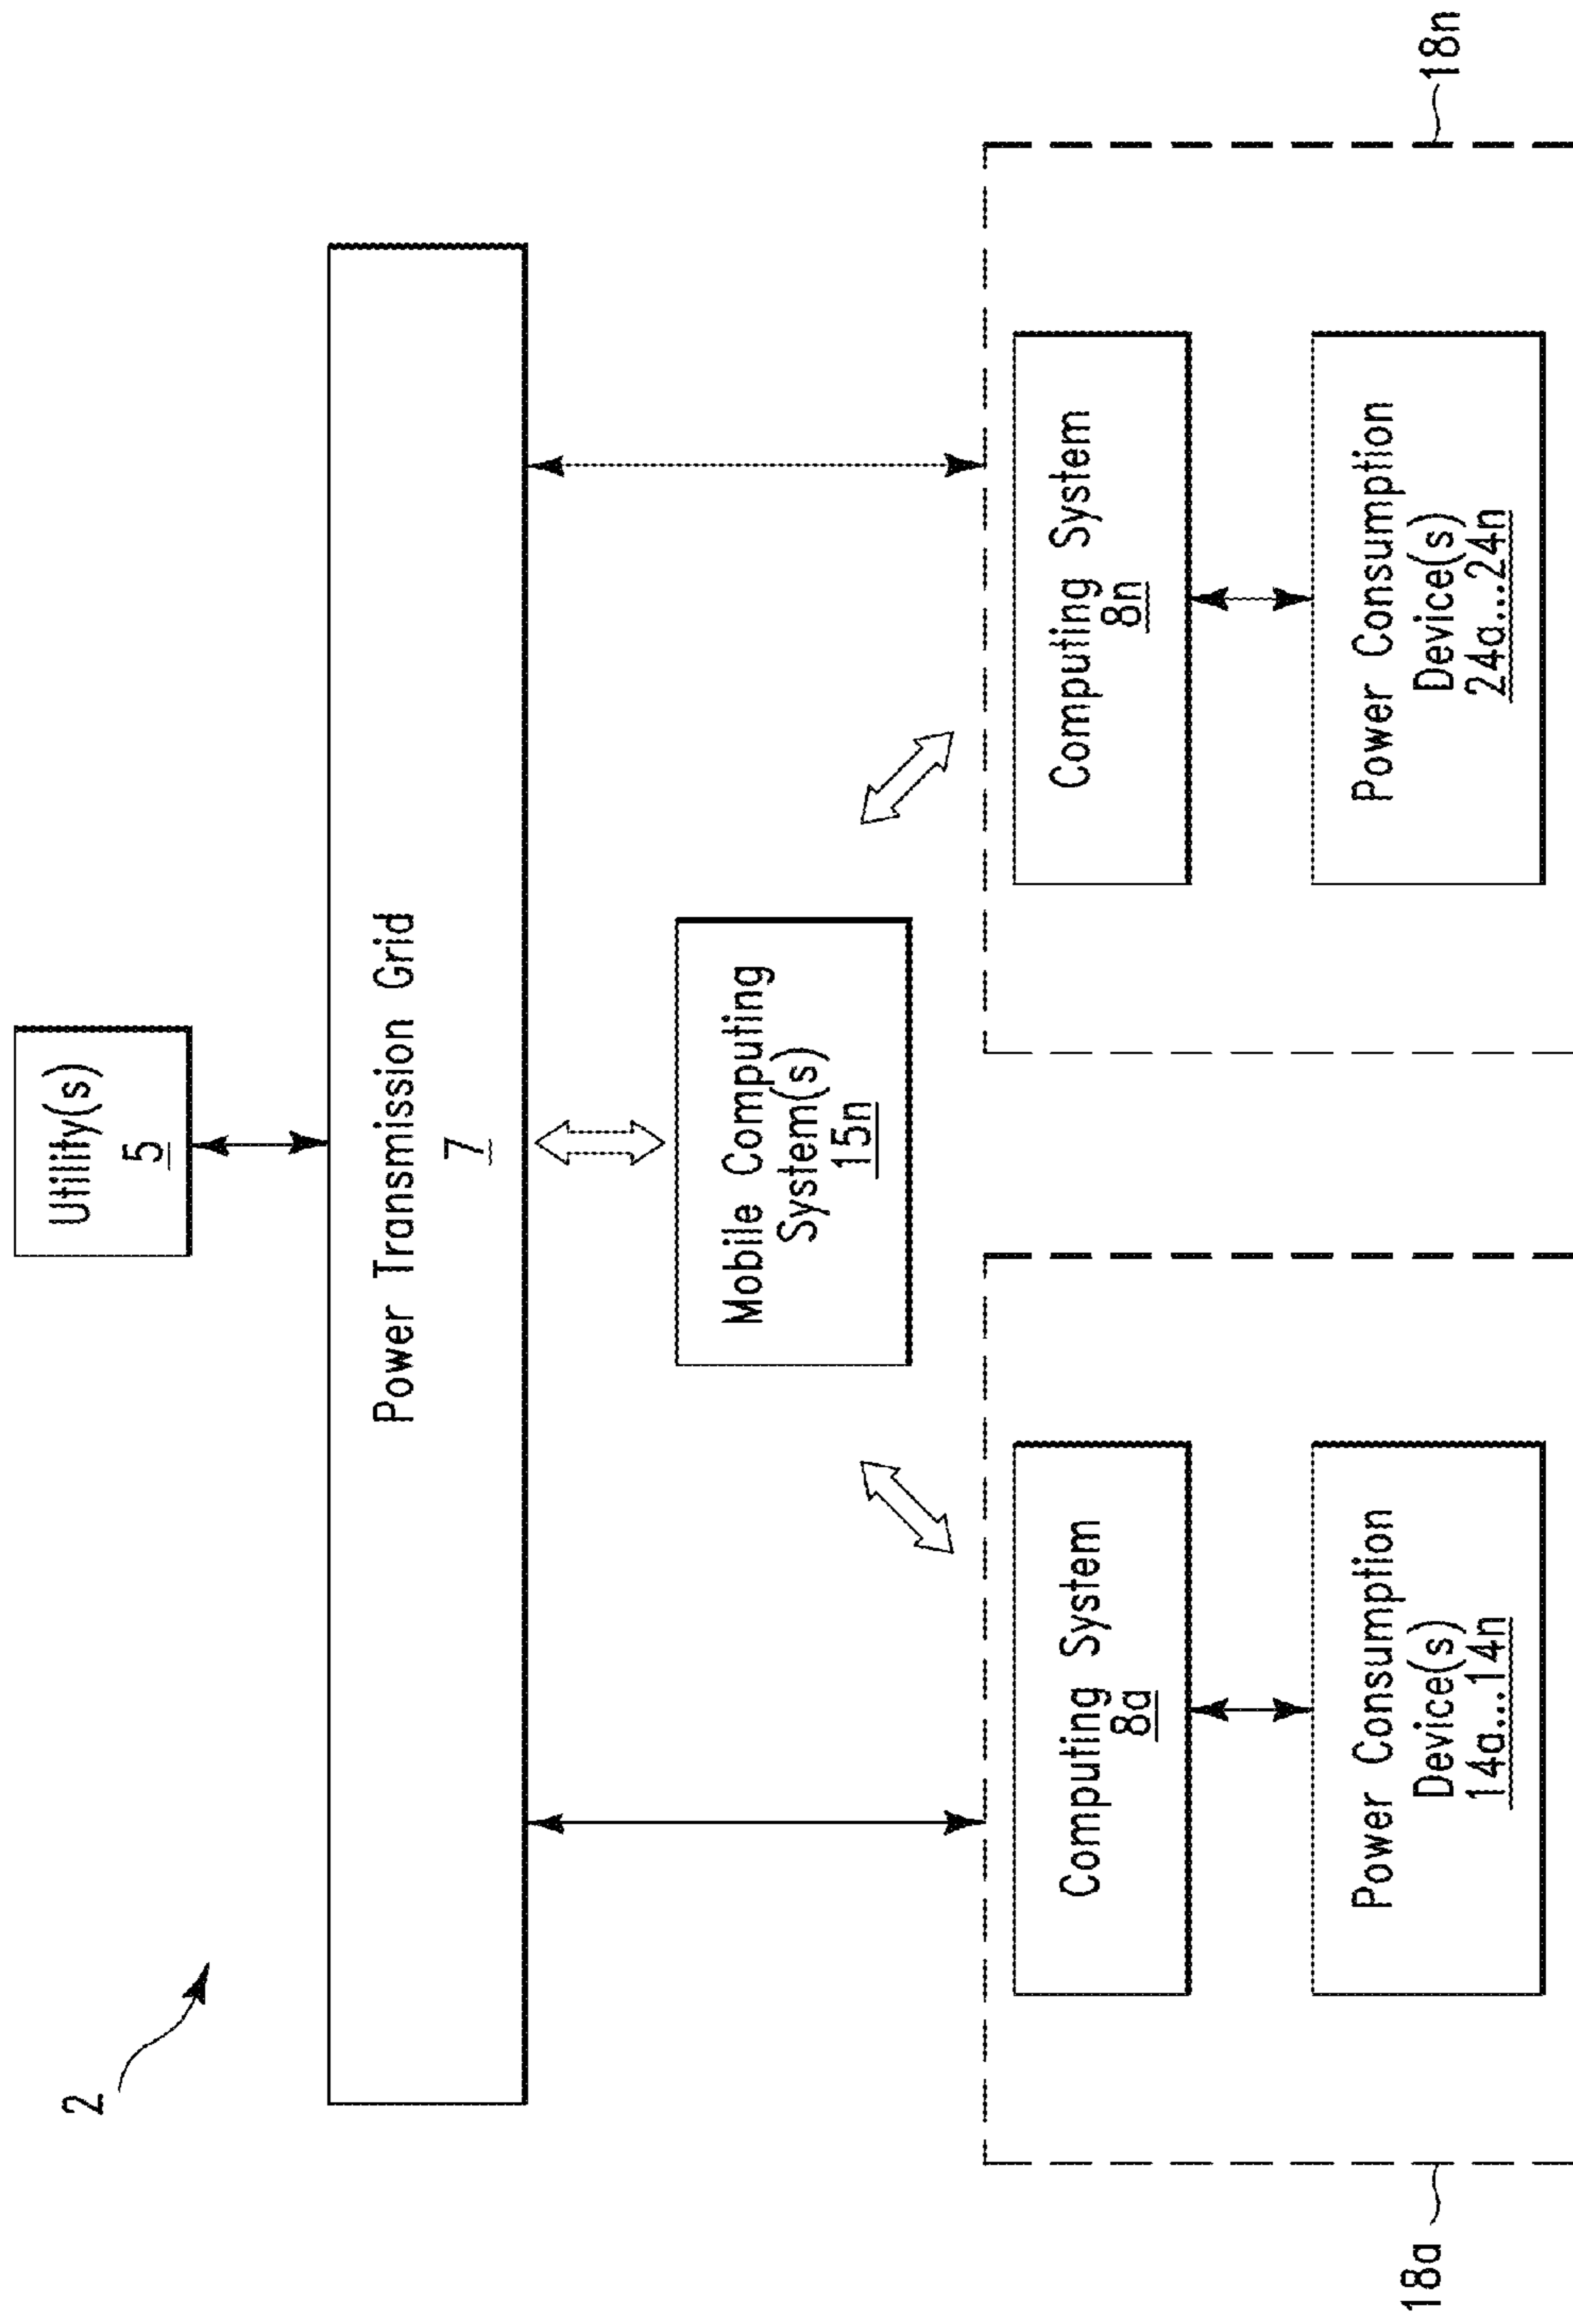 2
Utility(s)
5
Power Transmission Grid
7
Mobile Computing
System(s)
15n
Computing System
8a
Power Consumption
Device(s)
14a...14n
18a
Computing System
8n
Power Consumption
Device(s)
24a...24n
18n